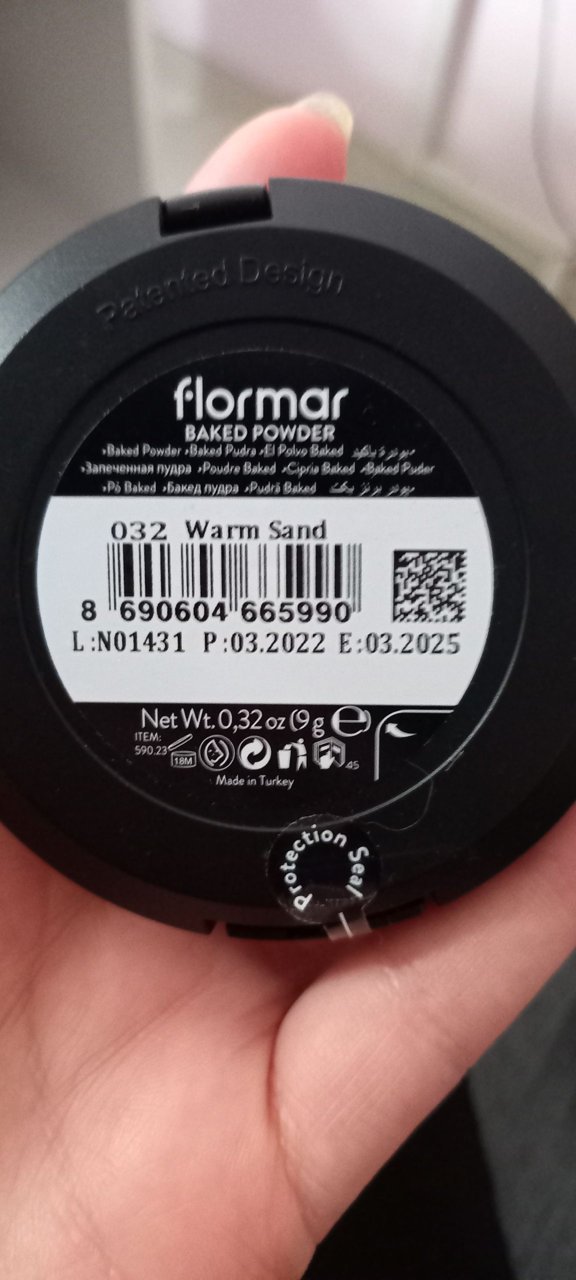 Patented Design
flormar
BAKED POWDER
›Baked Powder ›Baked Pudra ›El Polvo Baked
›Запеченная пудра ›Poudre Baked ›Cipria Baked ›Baked Puder
›Pó Baked ›Бакед пудра ›Pudră Baked
032 Warm Sand
8 690604 665990
L:N01431 P:03.2022 E:03.2025
Net Wt. 0,32 oz (9 g ℮
ITEM:
590.23
18M
45
Made in Turkey
Protection Seal